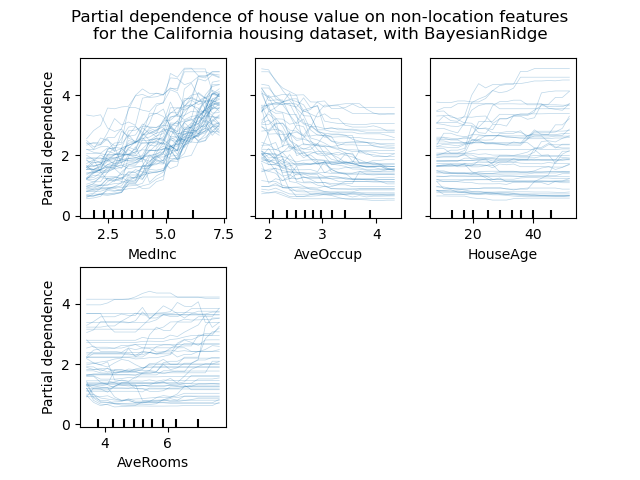 Partial dependence of house value on non-location features
for the California housing dataset, with BayesianRidge
Partial dependence
4
2
0
2.5
5.0
7.5
MedInc
2
3
4
AveOccup
20
40
HouseAge
Partial dependence
4
2
0
4
6
AveRooms